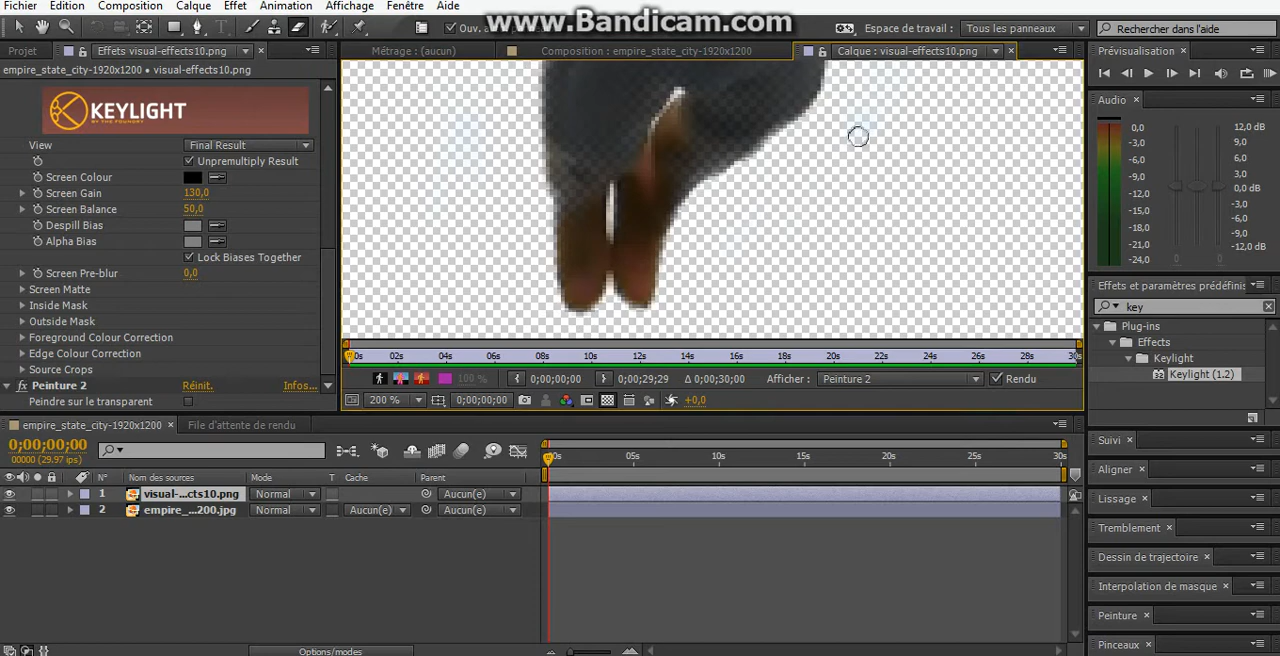 Fichier Edition Composition Calque Effet Animation Affichage Fenêtre Aide
www.Bandicam.com
Ouv. a
Espace de travail : Tous les panneaux
Rechercher dans l'aide
Projet
Effets visual-effects10.png
Métrage : (aucun)
Composition : empire_state_city-1920x1200
Calque : visual-effects10.png
Prévisualisation
empire_state_city-1920x1200 • visual-effects10.png
KEYLIGHT
BY THE FOUNDRY
View Final Result
Unpremultiply Result
Screen Colour
Screen Gain 130,0
Screen Balance 50,0
Despill Bias
Alpha Bias
Lock Biases Together
Screen Pre-blur 0,0
Screen Matte
Inside Mask
Outside Mask
Foreground Colour Correction
Edge Colour Correction
Source Crops
fx Peinture 2 Réinit. Infos...
Peindre sur le transparent
0s 02s 04s 06s 08s 10s 12s 14s 16s 18s 20s 22s 24s 26s 28s 30s
100 % 0;00;00;00 0;00;29;29 Δ 0;00;30;00 Afficher : Peinture 2 Rendu
200 % 0;00;00;00 +0,0
Audio
0,0 12,0 dB
-3,0 9,0
-6,0 6,0
-9,0 3,0
-12,0 0,0 dB
-15,0 -3,0
-18,0 -6,0
-21,0 -9,0
-24,0 -12,0 dB
Effets et paramètres prédéfinis
key
Plug-ins
Effects
Keylight
Keylight (1.2)
Suivi
Aligner
Lissage
Tremblement
Dessin de trajectoire
Interpolation de masque
Peinture
Pinceaux
empire_state_city-1920x1200
File d'attente de rendu
0;00;00;00
00000 (29.97 ips)
0s 05s 10s 15s 20s 25s 30s
N° Nom des sources Mode T Cache Parent
1 visual-...cts10.png Normal Aucun(e)
2 empire_...200.jpg Normal Aucun(e) Aucun(e)
Options/modes